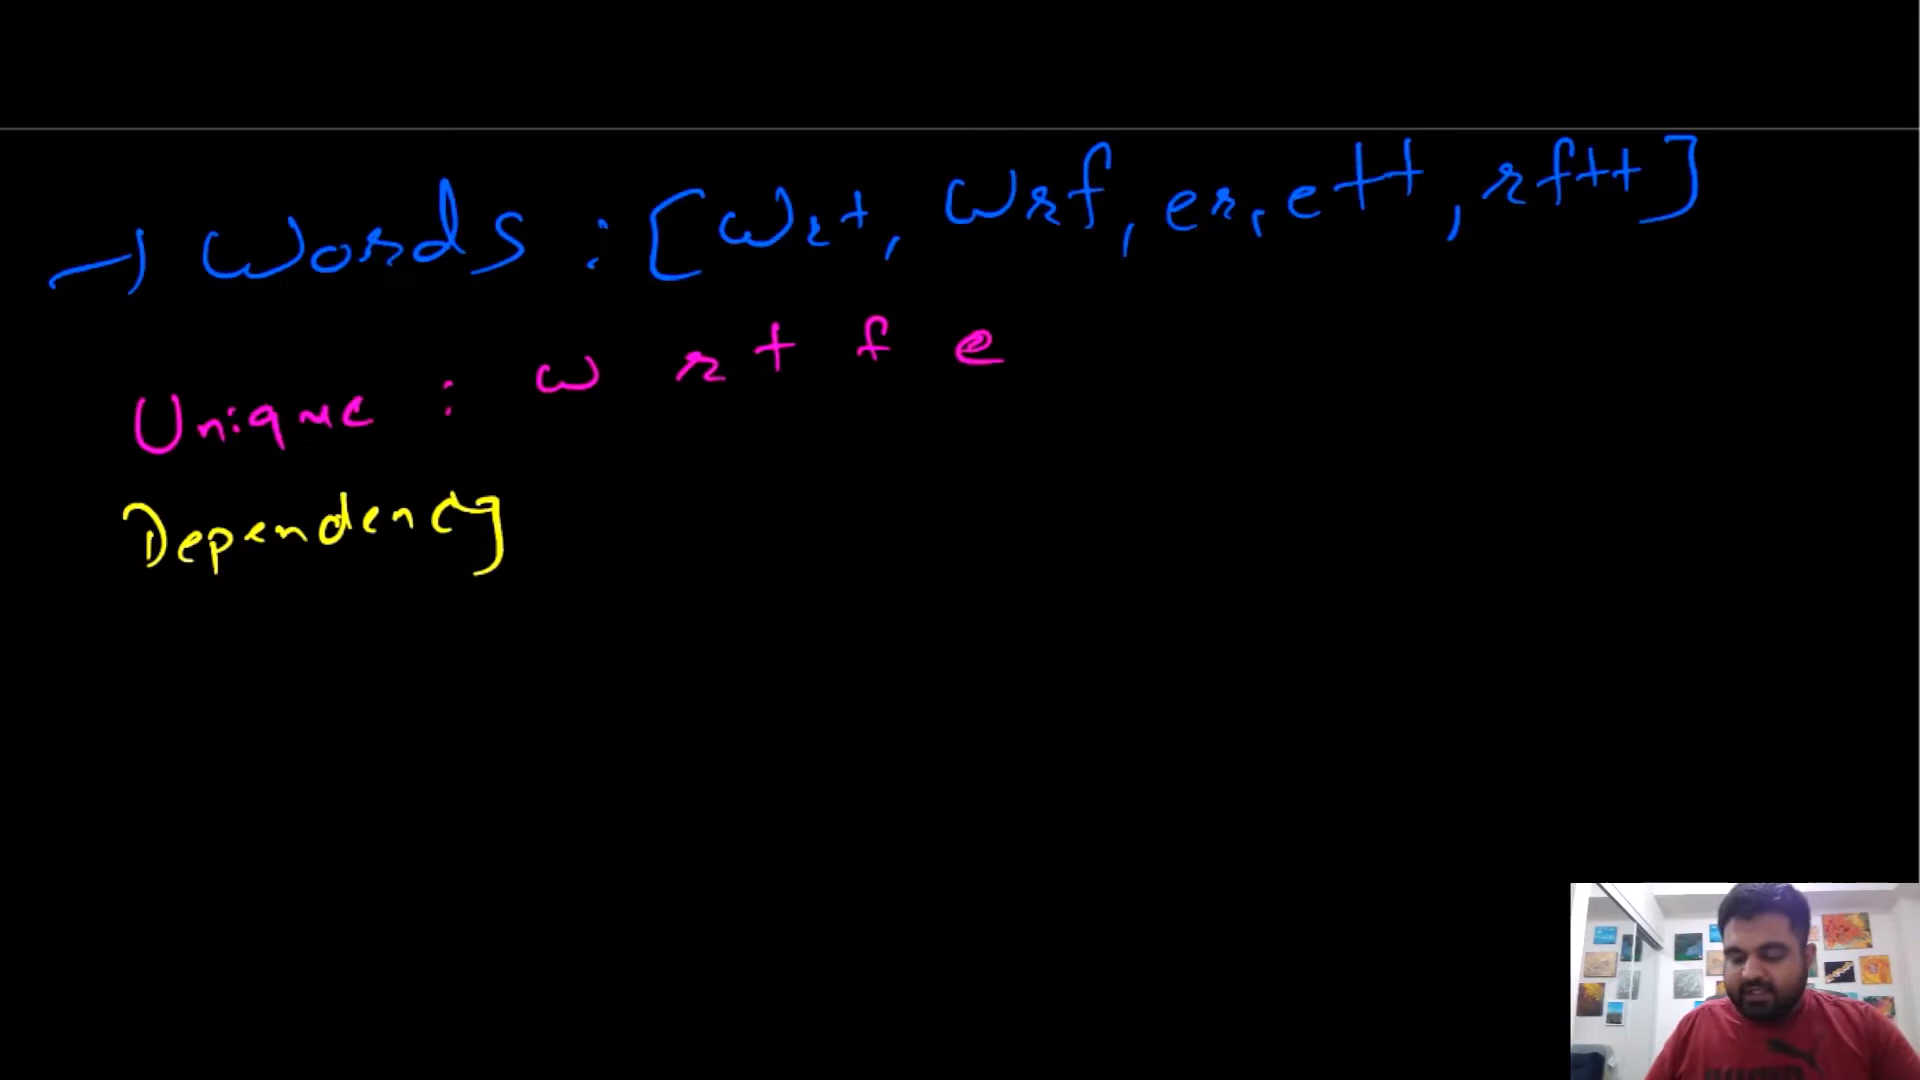 → Words : [wrt, wrf, er, ett, rftt]
Unique : w r t f e
Dependency